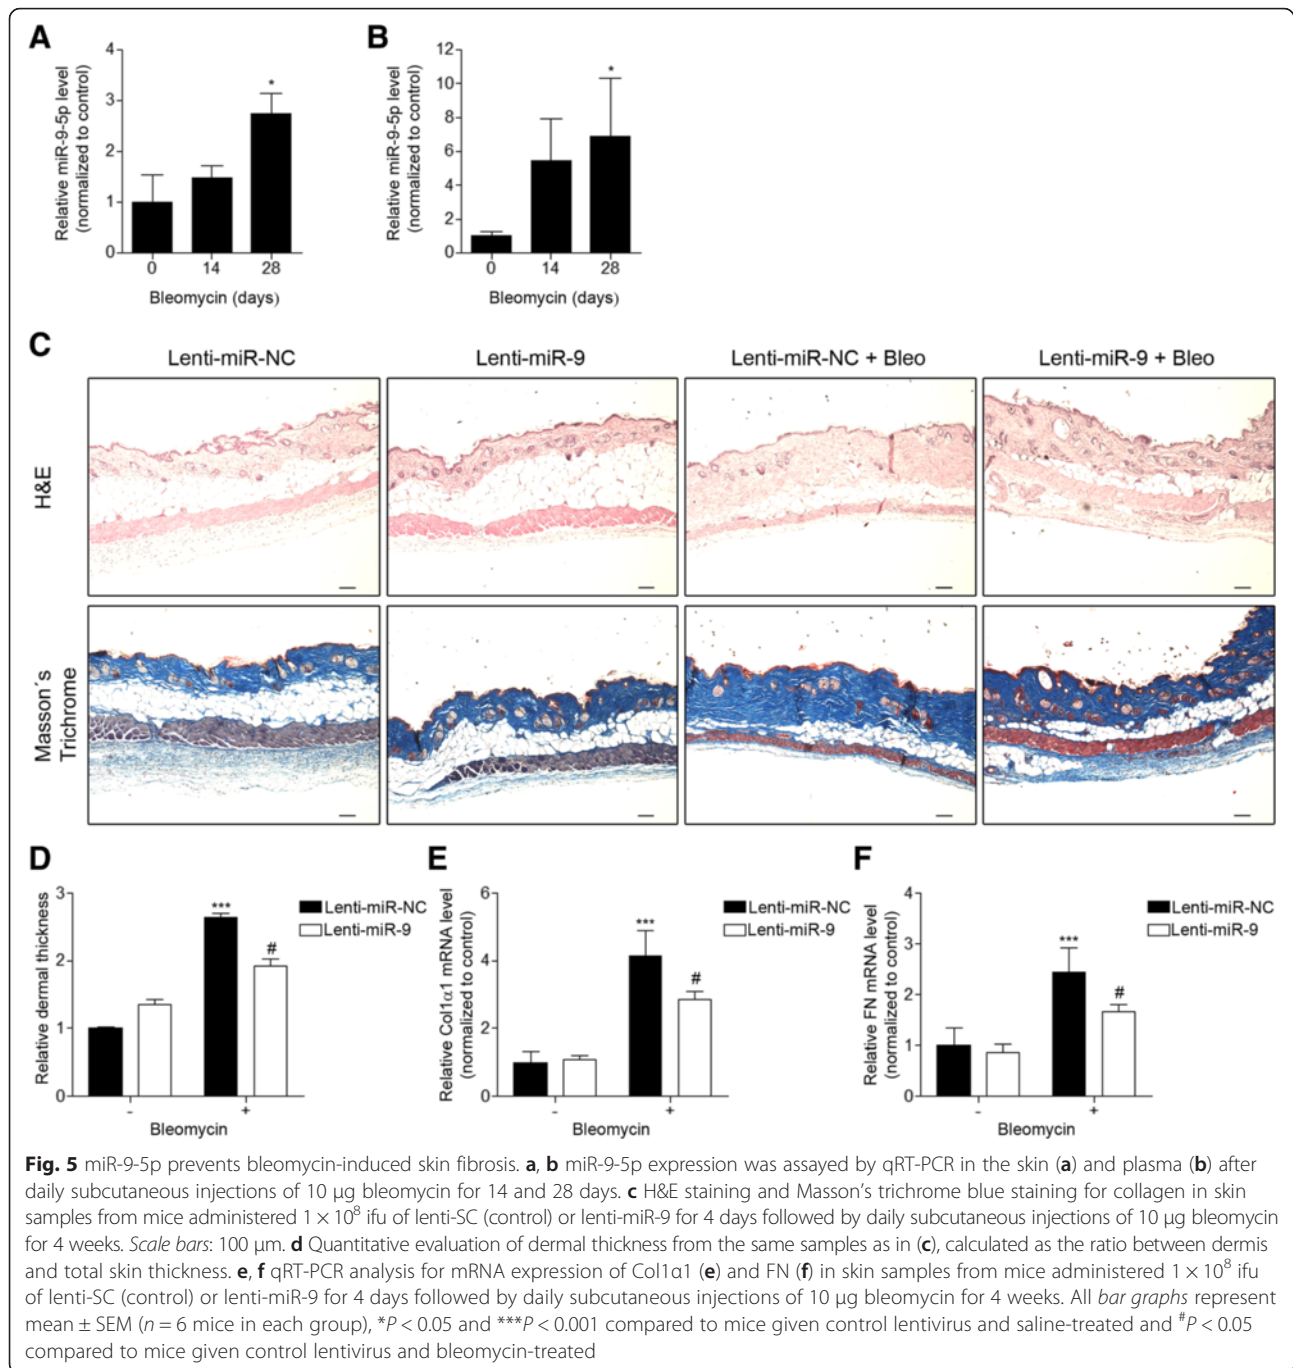 A
Relative miR-9-5p level
(normalized to control)
4
3
2
1
0
*
0 14 28
Bleomycin (days)
B
Relative miR-9-5p level
(normalized to control)
12
10
8
6
4
2
0
*
0 14 28
Bleomycin (days)
C
Lenti-miR-NC Lenti-miR-9 Lenti-miR-NC + Bleo Lenti-miR-9 + Bleo
H&E
Masson´s
Trichrome
D
Relative dermal thickness
3
2
1
0
***
#
- +
Bleomycin
Lenti-miR-NC
Lenti-miR-9
E
Relative Col1α1 mRNA level
(normalized to control)
6
4
2
0
***
#
- +
Bleomycin
Lenti-miR-NC
Lenti-miR-9
F
Relative FN mRNA level
(normalized to control)
4
3
2
1
0
***
#
- +
Bleomycin
Lenti-miR-NC
Lenti-miR-9
Fig. 5 miR-9-5p prevents bleomycin-induced skin fibrosis. a, b miR-9-5p expression was assayed by qRT-PCR in the skin (a) and plasma (b) after
daily subcutaneous injections of 10 μg bleomycin for 14 and 28 days. c H&E staining and Masson's trichrome blue staining for collagen in skin
samples from mice administered 1 × 10⁸ ifu of lenti-SC (control) or lenti-miR-9 for 4 days followed by daily subcutaneous injections of 10 μg bleomycin
for 4 weeks. Scale bars: 100 μm. d Quantitative evaluation of dermal thickness from the same samples as in (c), calculated as the ratio between dermis
and total skin thickness. e, f qRT-PCR analysis for mRNA expression of Col1α1 (e) and FN (f) in skin samples from mice administered 1 × 10⁸ ifu
of lenti-SC (control) or lenti-miR-9 for 4 days followed by daily subcutaneous injections of 10 μg bleomycin for 4 weeks. All bar graphs represent
mean ± SEM (n = 6 mice in each group), *P < 0.05 and ***P < 0.001 compared to mice given control lentivirus and saline-treated and #P < 0.05
compared to mice given control lentivirus and bleomycin-treated